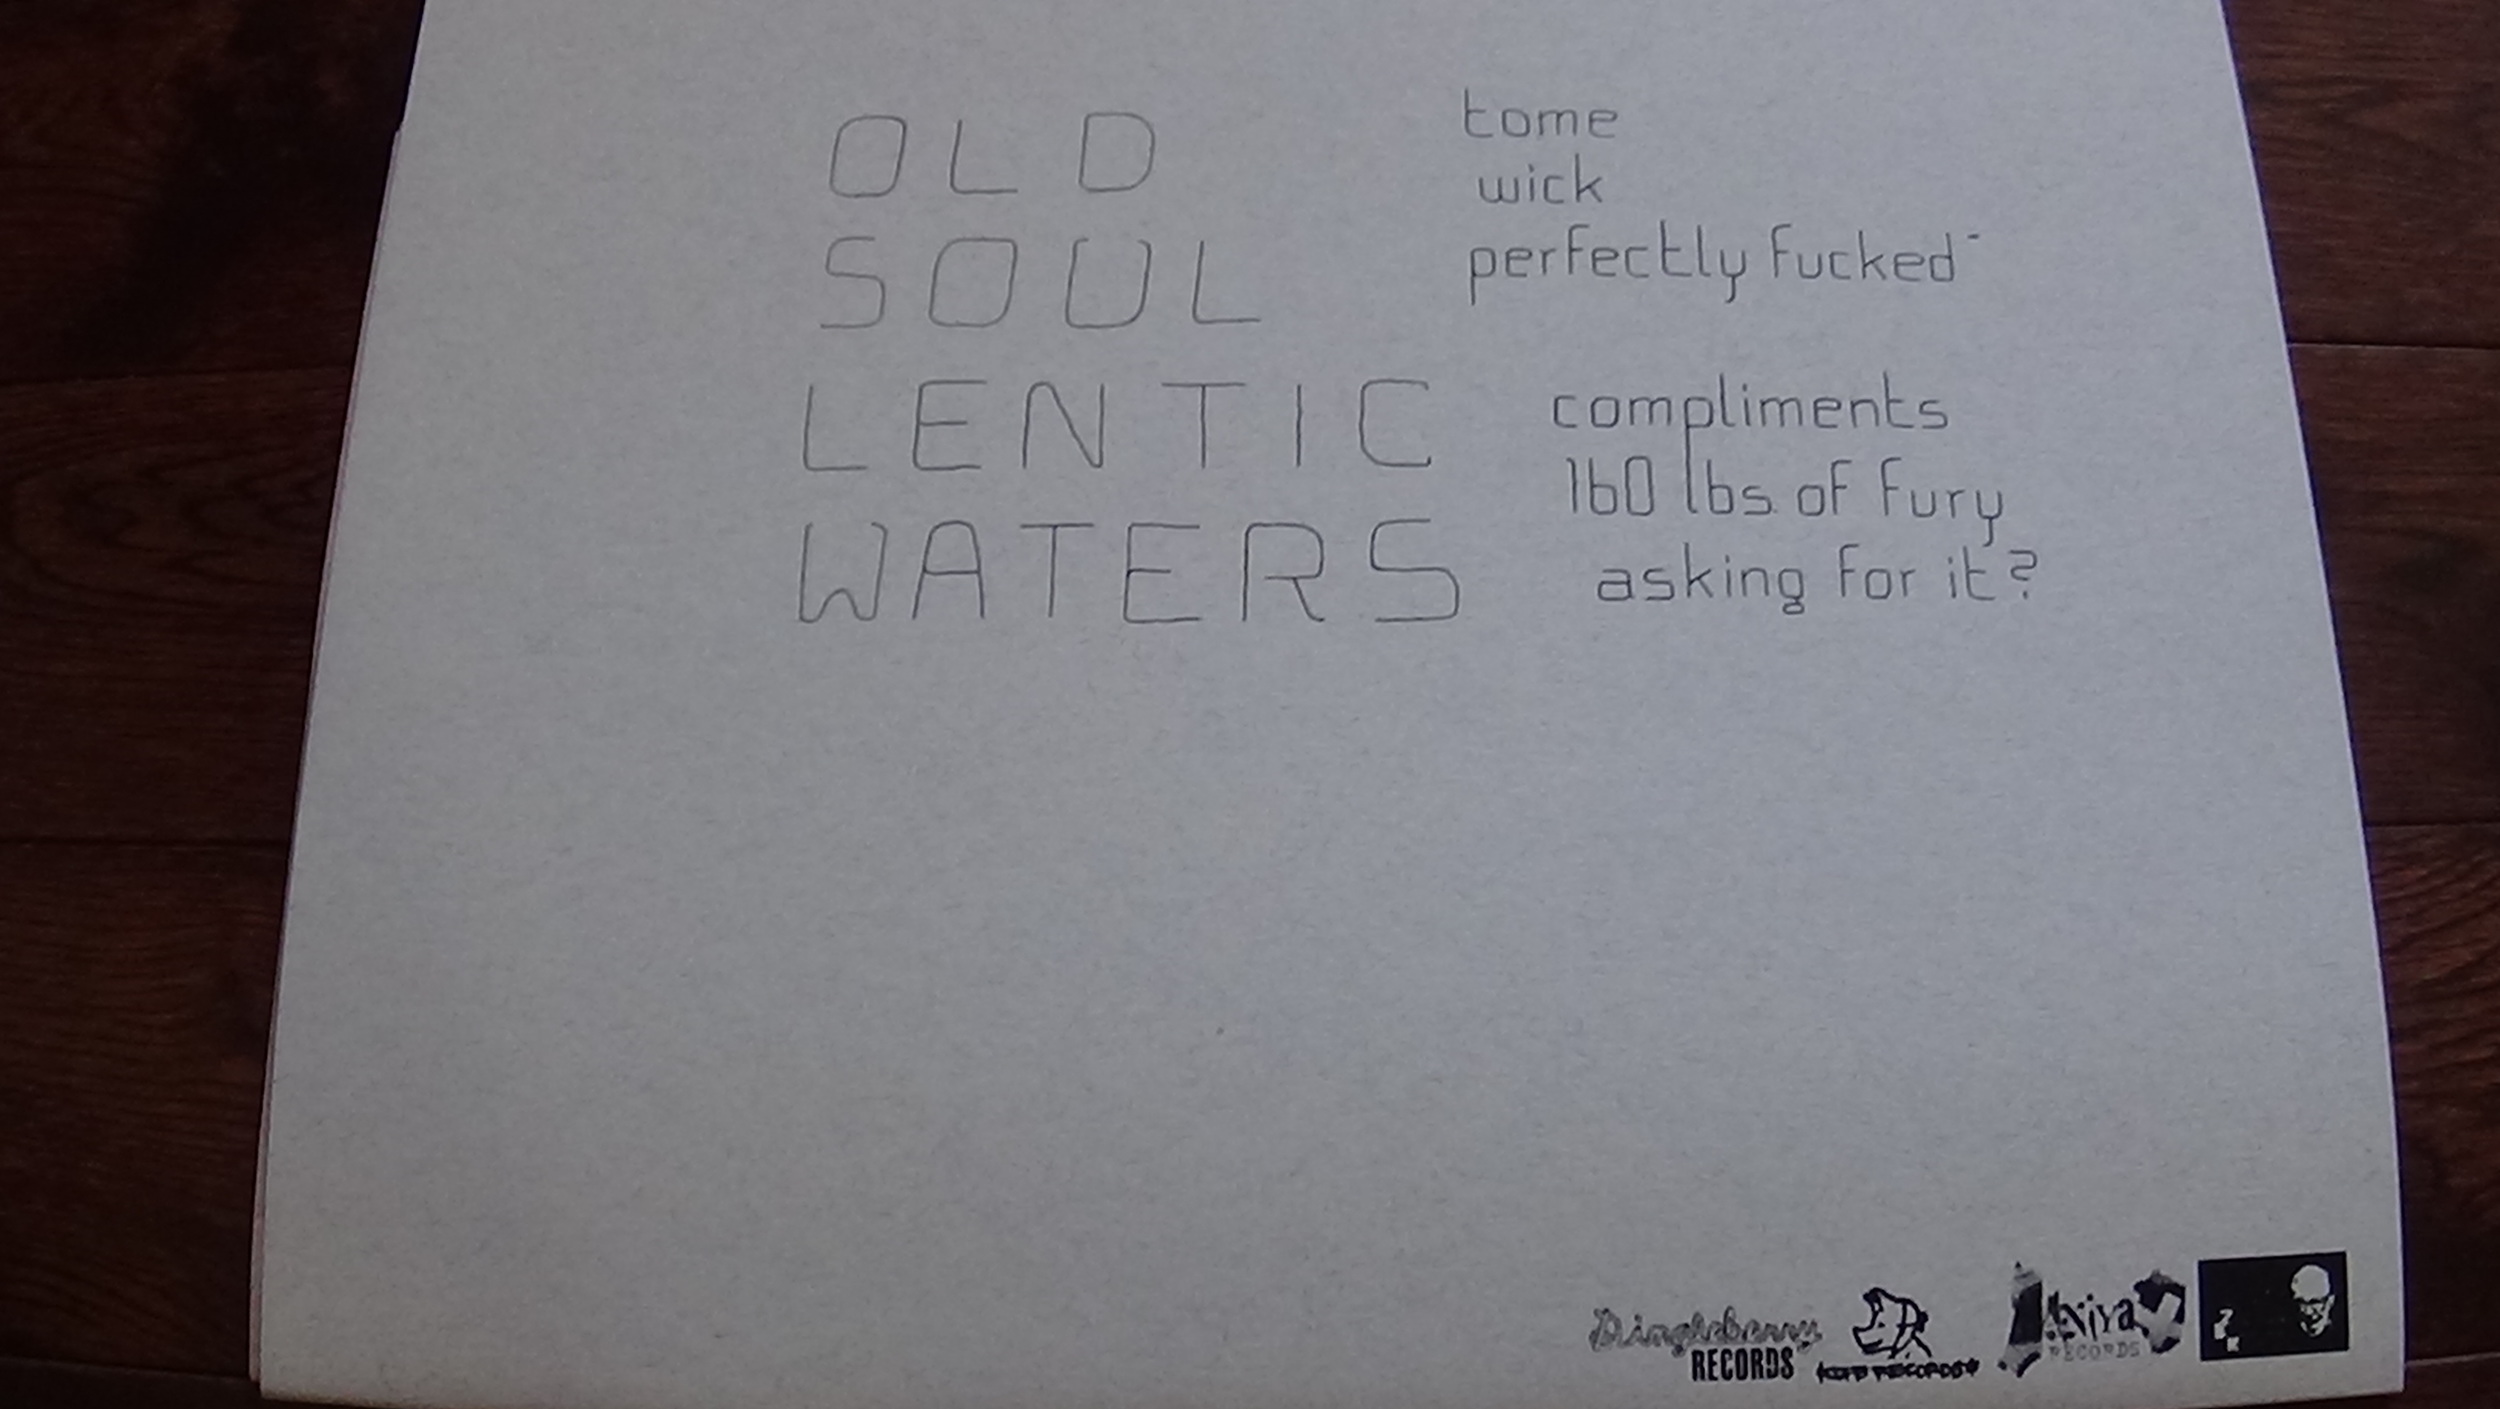 OLD
SOUL
LENTIC
WATERS
tome
wick
perfectly fucked-
compliments
160 lbs. of fury
asking for it?
Dingleberry
RECORDS
RECORDS